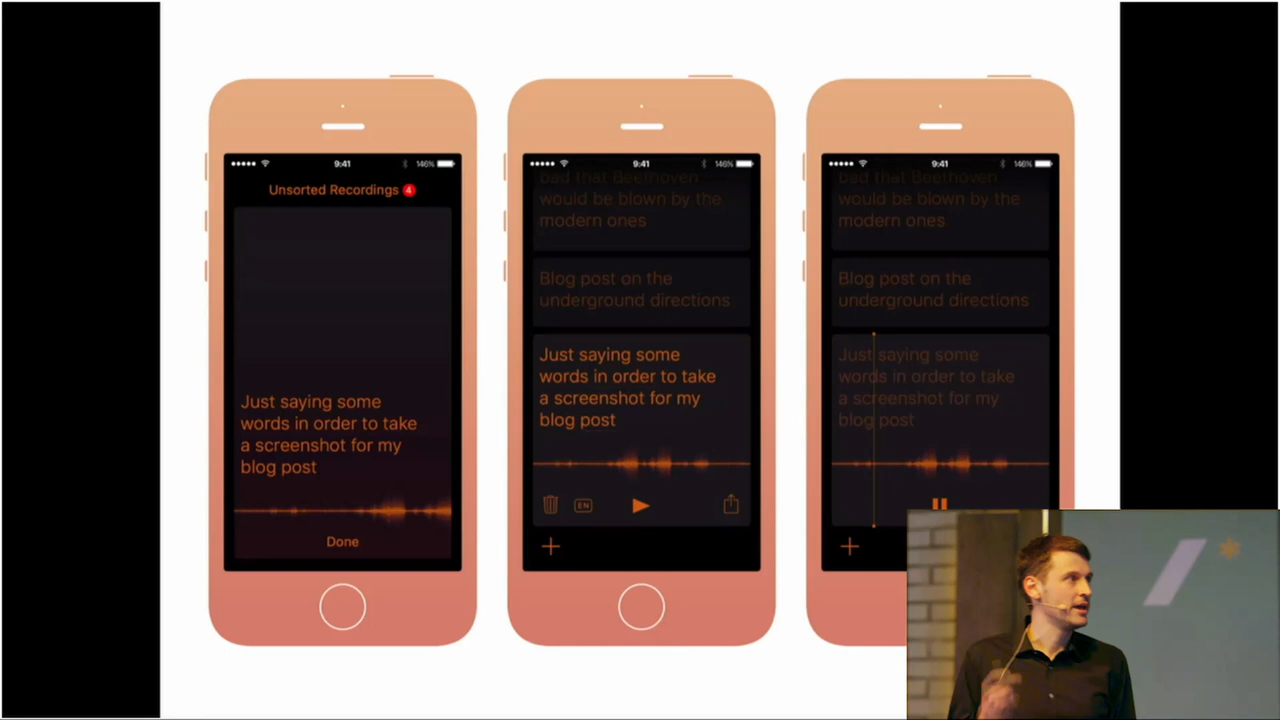 9:41
146%
Unsorted Recordings 4
Just saying some
words in order to take
a screenshot for my
blog post
Done
9:41
146%
bad that Beethoven
would be blown by the
modern ones
Blog post on the
underground directions
Just saying some
words in order to take
a screenshot for my
blog post
EN
9:41
146%
bad that Beethoven
would be blown by the
modern ones
Blog post on the
underground directions
Just saying some
words in order to take
a screenshot for my
blog post